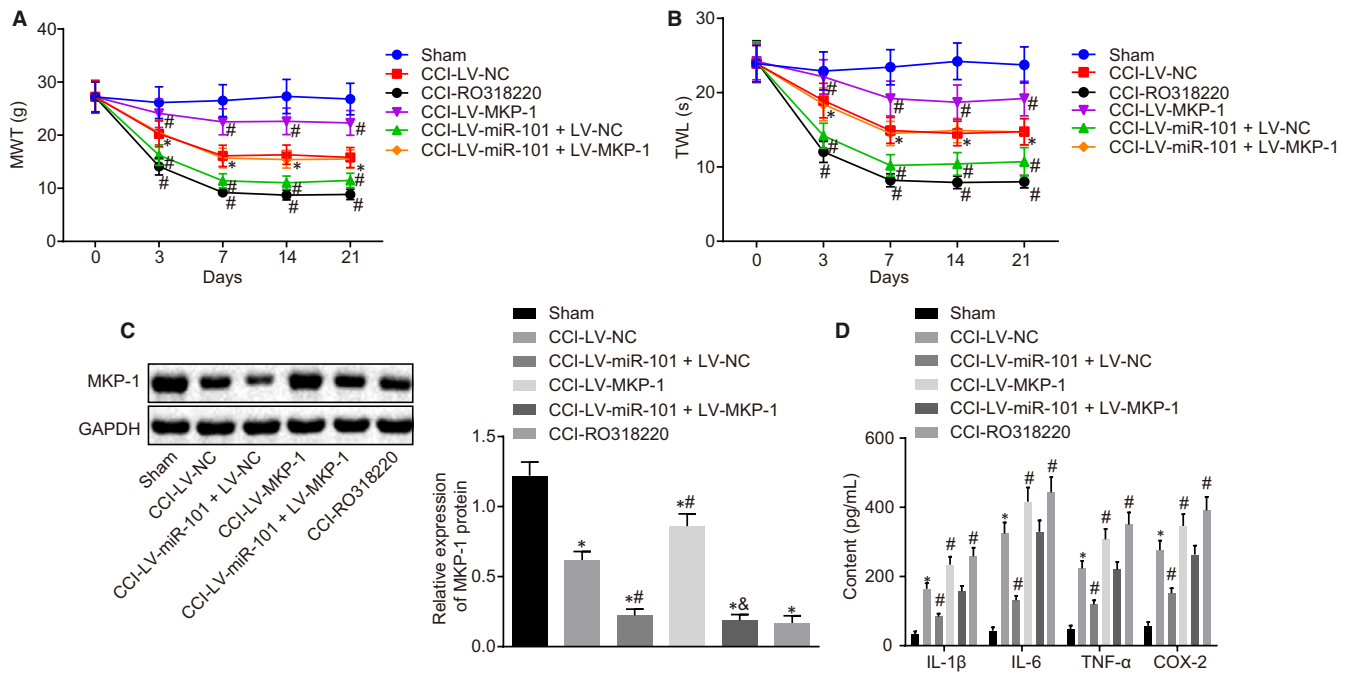 A
MWT (g)
40
30
20
10
0
0 3 7 14 21
Days
Sham
CCI-LV-NC
CCI-RO318220
CCI-LV-MKP-1
CCI-LV-miR-101 + LV-NC
CCI-LV-miR-101 + LV-MKP-1
# # # #
* * * *
# # # #
# # # #
B
TWL (s)
30
20
10
0
0 3 7 14 21
Days
Sham
CCI-LV-NC
CCI-RO318220
CCI-LV-MKP-1
CCI-LV-miR-101 + LV-NC
CCI-LV-miR-101 + LV-MKP-1
# # # #
* * * *
# # # #
# # # #
C
MKP-1
GAPDH
Sham
CCI-LV-NC
CCI-LV-miR-101 + LV-NC
CCI-LV-MKP-1
CCI-LV-miR-101 + LV-MKP-1
CCI-RO318220
Sham
CCI-LV-NC
CCI-LV-miR-101 + LV-NC
CCI-LV-MKP-1
CCI-LV-miR-101 + LV-MKP-1
CCI-RO318220
Relative expression
of MKP-1 protein
1.5
1.0
0.5
0.0
* *# *# *& *
D
Sham
CCI-LV-NC
CCI-LV-miR-101 + LV-NC
CCI-LV-MKP-1
CCI-LV-miR-101 + LV-MKP-1
CCI-RO318220
Content (pg/mL)
600
400
200
0
* # # #
* # # #
* # # #
* # # #
IL-1β IL-6 TNF-α COX-2